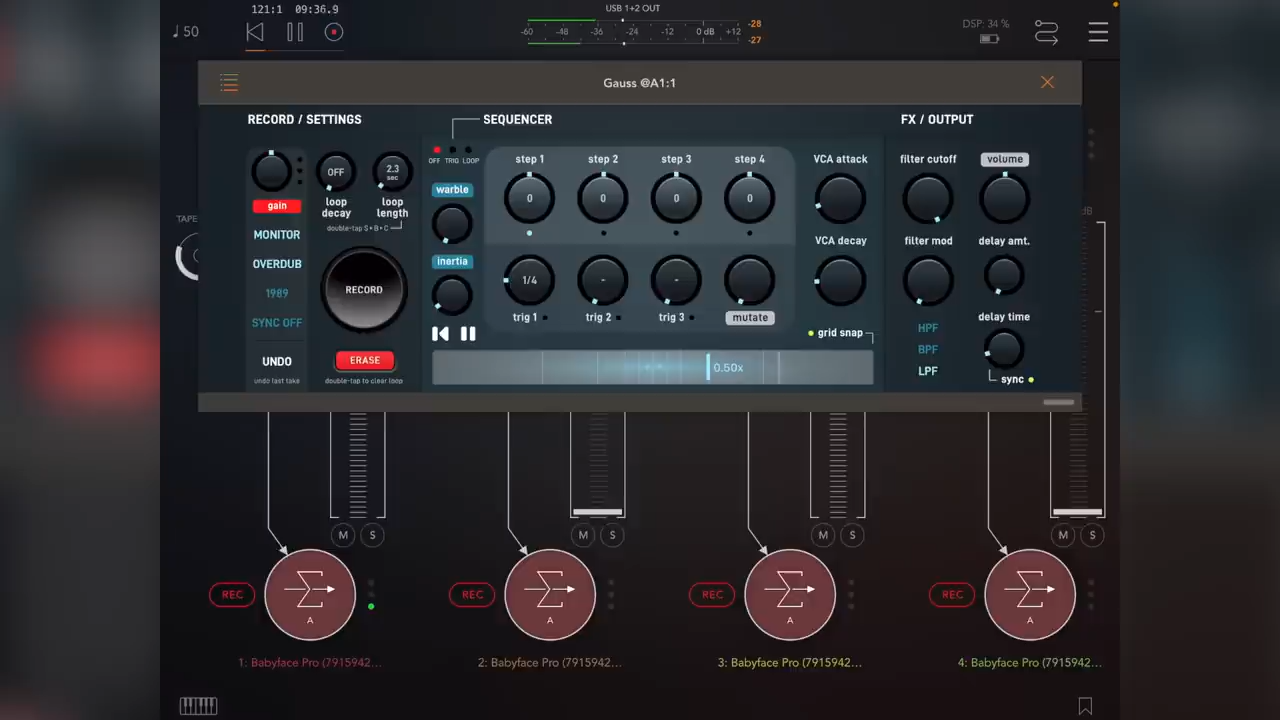 121:1 09:36.9
USB 1+2 OUT
♩ 50
-60 -48 -36 -24 -12 0 dB +12
-28
-27
DSP: 34 %
Gauss @A1:1
RECORD / SETTINGS
SEQUENCER
FX / OUTPUT
OFF TRIG LOOP
step 1 step 2 step 3 step 4
VCA attack
filter cutoff
volume
OFF
2.3
sec
warble
0 0 0 0
gain
loop
decay
loop
length
double-tap S•B•C
TAPE
dB
MONITOR
VCA decay
filter mod
delay amt.
OVERDUB
inertia
1989
RECORD
1/4 - -
SYNC OFF
trig 1 trig 2 trig 3 mutate
delay time
HPF
grid snap
BPF
UNDO
ERASE
0.50x
LPF
sync
undo last take
double-tap to clear loop
M S M S M S M S
REC REC REC REC
A A A A
1: Babyface Pro (7915942...
2: Babyface Pro (7915942...
3: Babyface Pro (7915942...
4: Babyface Pro (7915942...